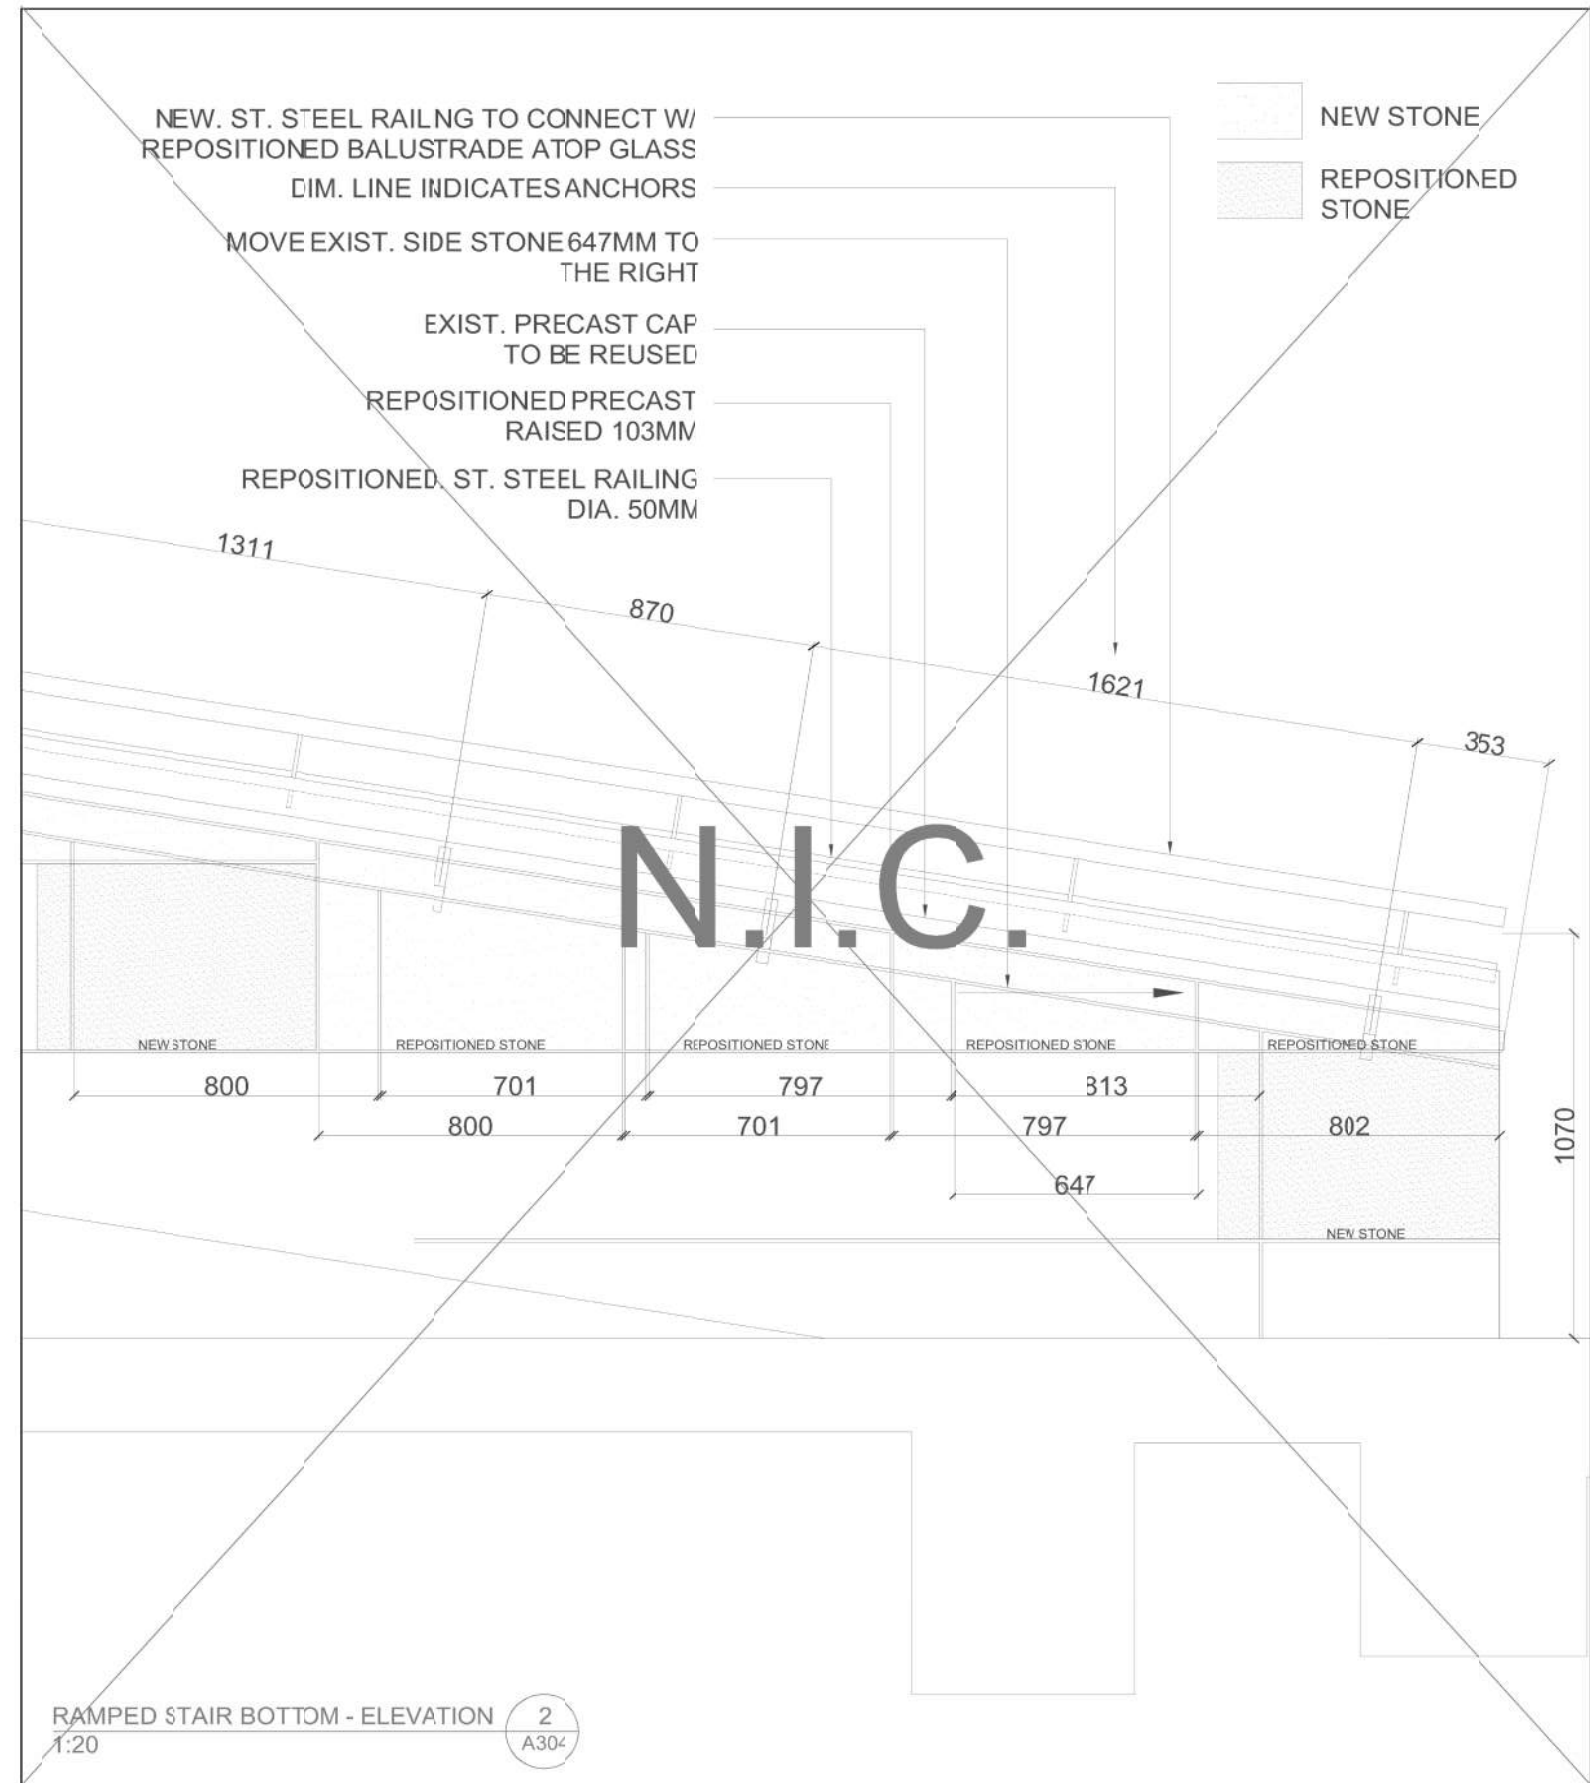 NEW. ST. STEEL RAILNG TO CONNECT W/
REPOSITIONED BALUSTRADE ATOP GLASS
DIM. LINE INDICATES ANCHORS
MOVE EXIST. SIDE STONE 647MM TO
THE RIGHT
EXIST. PRECAST CAP
TO BE REUSED
REPOSITIONED PRECAST
RAISED 103MM
REPOSITIONED. ST. STEEL RAILING
DIA. 50MM
NEW STONE
REPOSITIONED
STONE
1311
870
1621
353
N.I.C.
NEW STONE
REPOSITIONED STONE
REPOSITIONED STONE
REPOSITIONED STONE
REPOSITIONED STONE
800
701
797
813
800
701
797
802
647
1070
NEW STONE
RAMPED STAIR BOTTOM - ELEVATION
1:20
2
A304